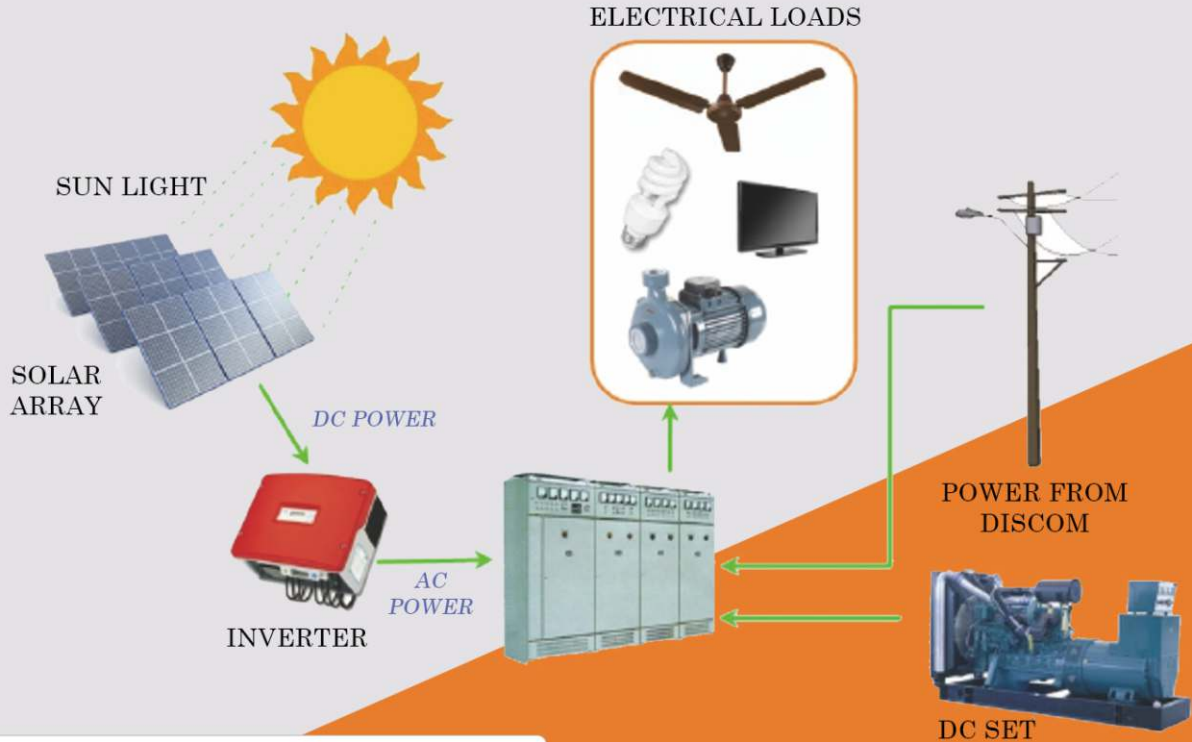 ELECTRICAL LOADS
SUN LIGHT
SOLAR
ARRAY
DC POWER
POWER FROM
DISCOM
AC
POWER
INVERTER
DC SET